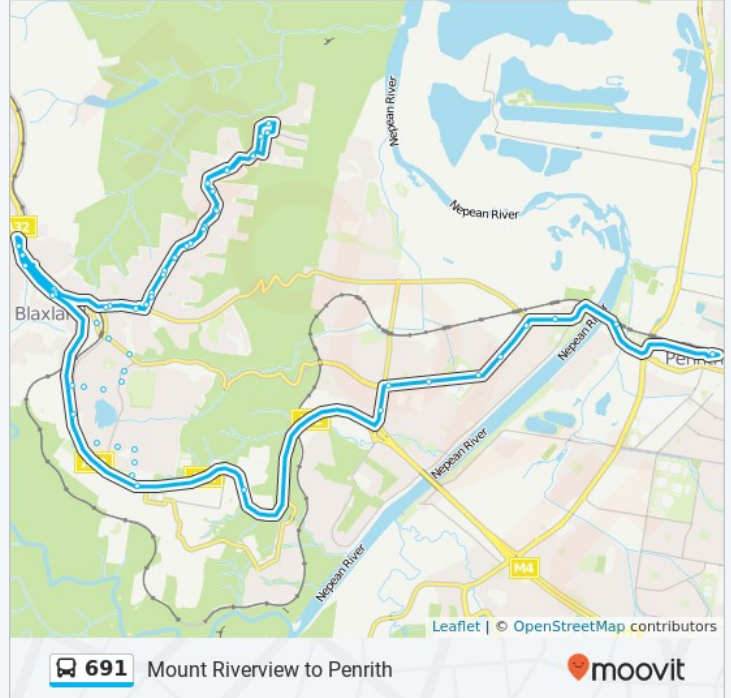 Nepean River
Nepean River
32
Blaxla
Nepean River
Penrith
Nepean River
Nepean River
M4
Leaflet | © OpenStreetMap contributors
691 Mount Riverview to Penrith
moovit